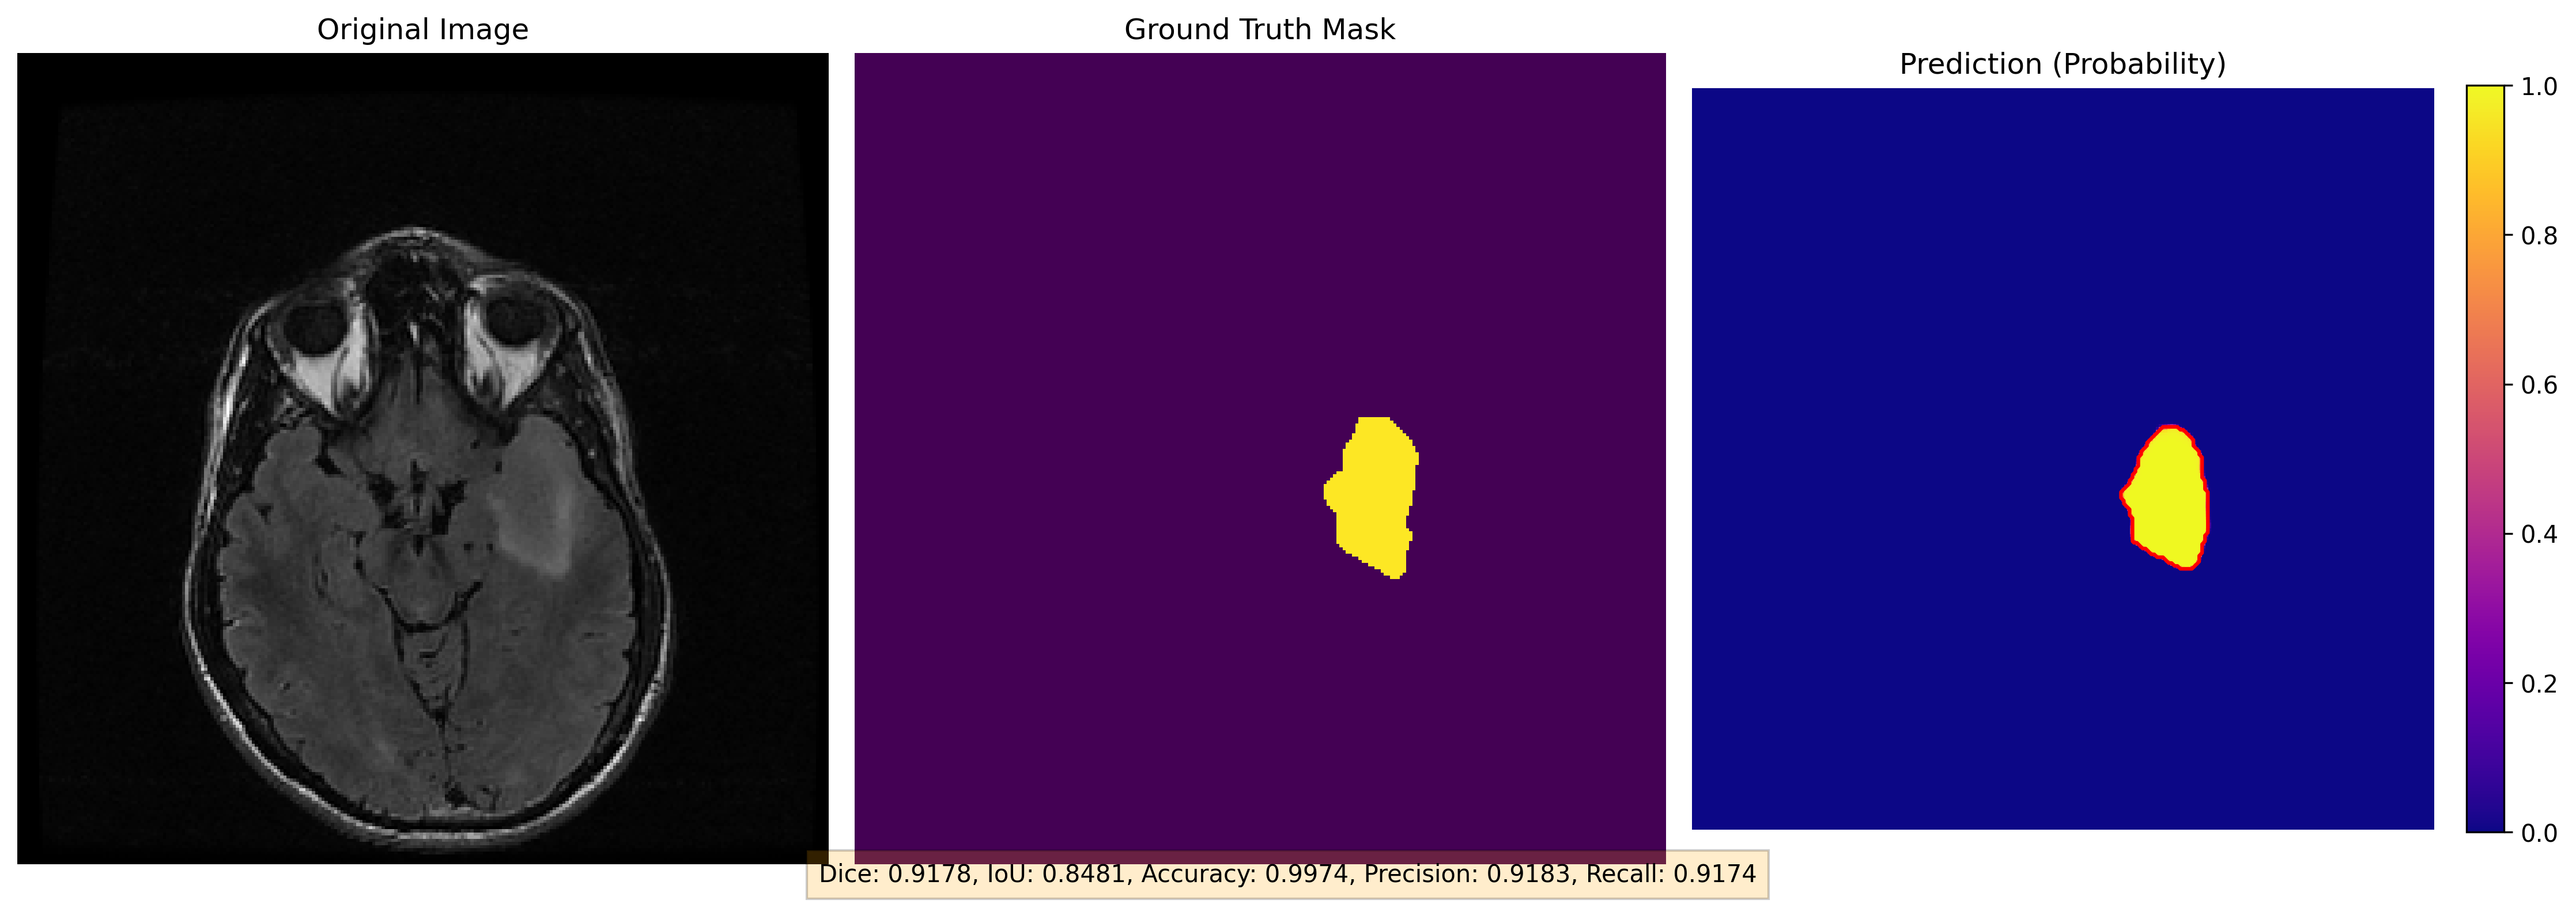 Original Image
Ground Truth Mask
Prediction (Probability)
1.0
0.8
0.6
0.4
0.2
0.0
Dice: 0.9178, IoU: 0.8481, Accuracy: 0.9974, Precision: 0.9183, Recall: 0.9174